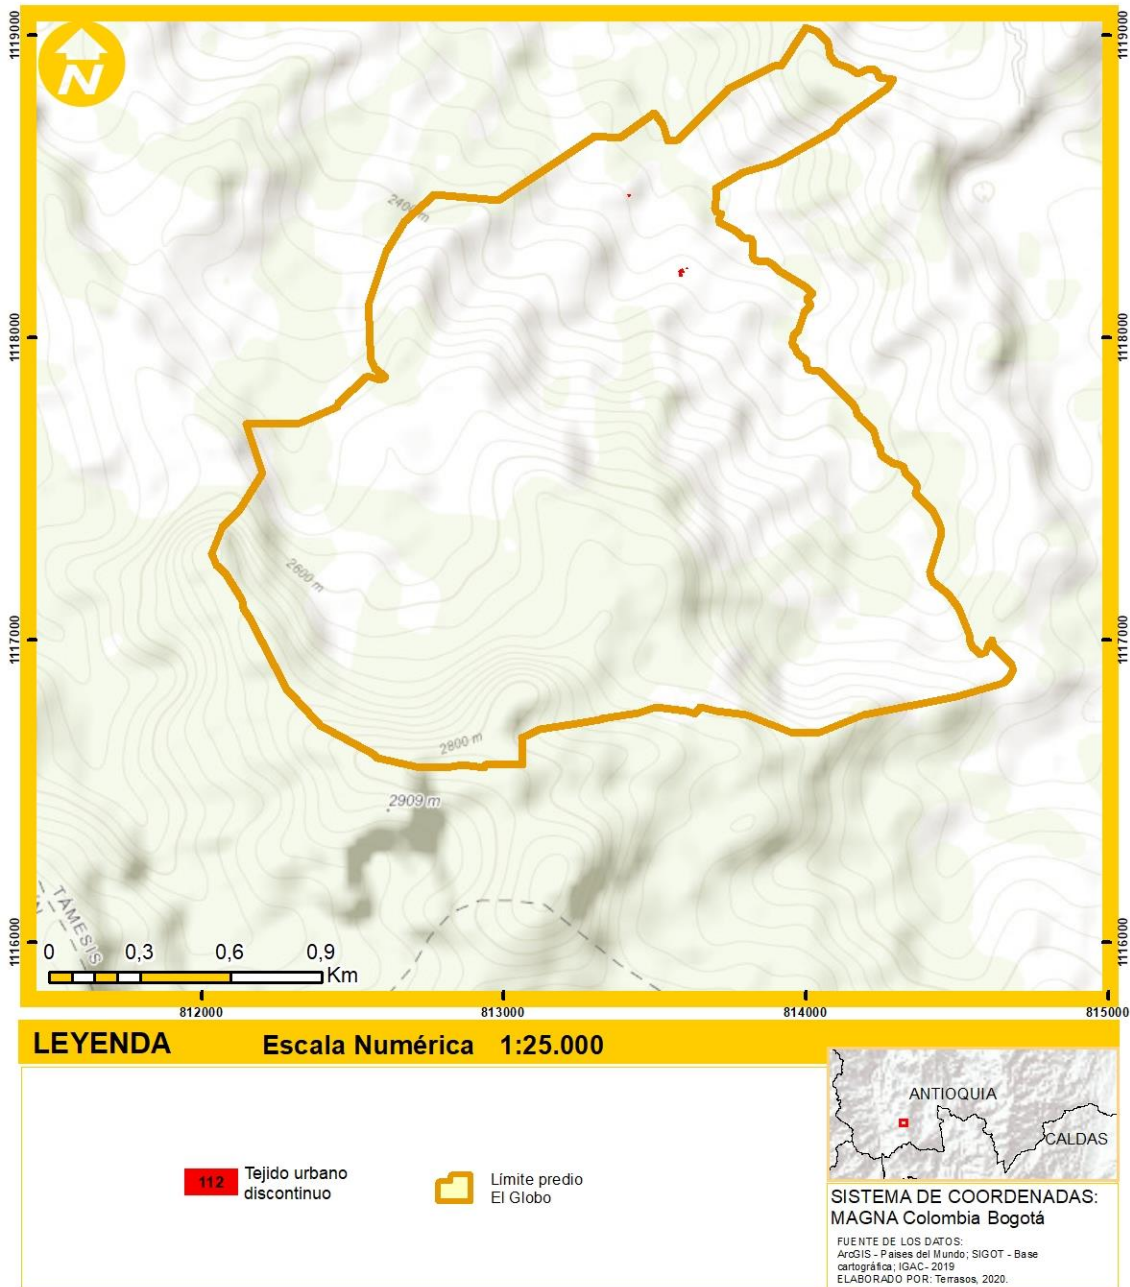 N
1119000
1119000
2400 m
1118000
1118000
2600 m
1117000
1117000
2800 m
2909 m
TÁMESIS
1116000
1116000
0 0,3 0,6 0,9
Km
812000 813000 814000 815000
LEYENDA Escala Numérica 1:25.000
ANTIOQUIA
CALDAS
112 Tejido urbano
discontinuo
Límite predio
El Globo
SISTEMA DE COORDENADAS:
MAGNA Colombia Bogotá
FUENTE DE LOS DATOS:
ArcGIS - Paises del Mundo; SIGOT - Base
cartográfica; IGAC- 2019
ELABORADO POR: Terrasos, 2020.